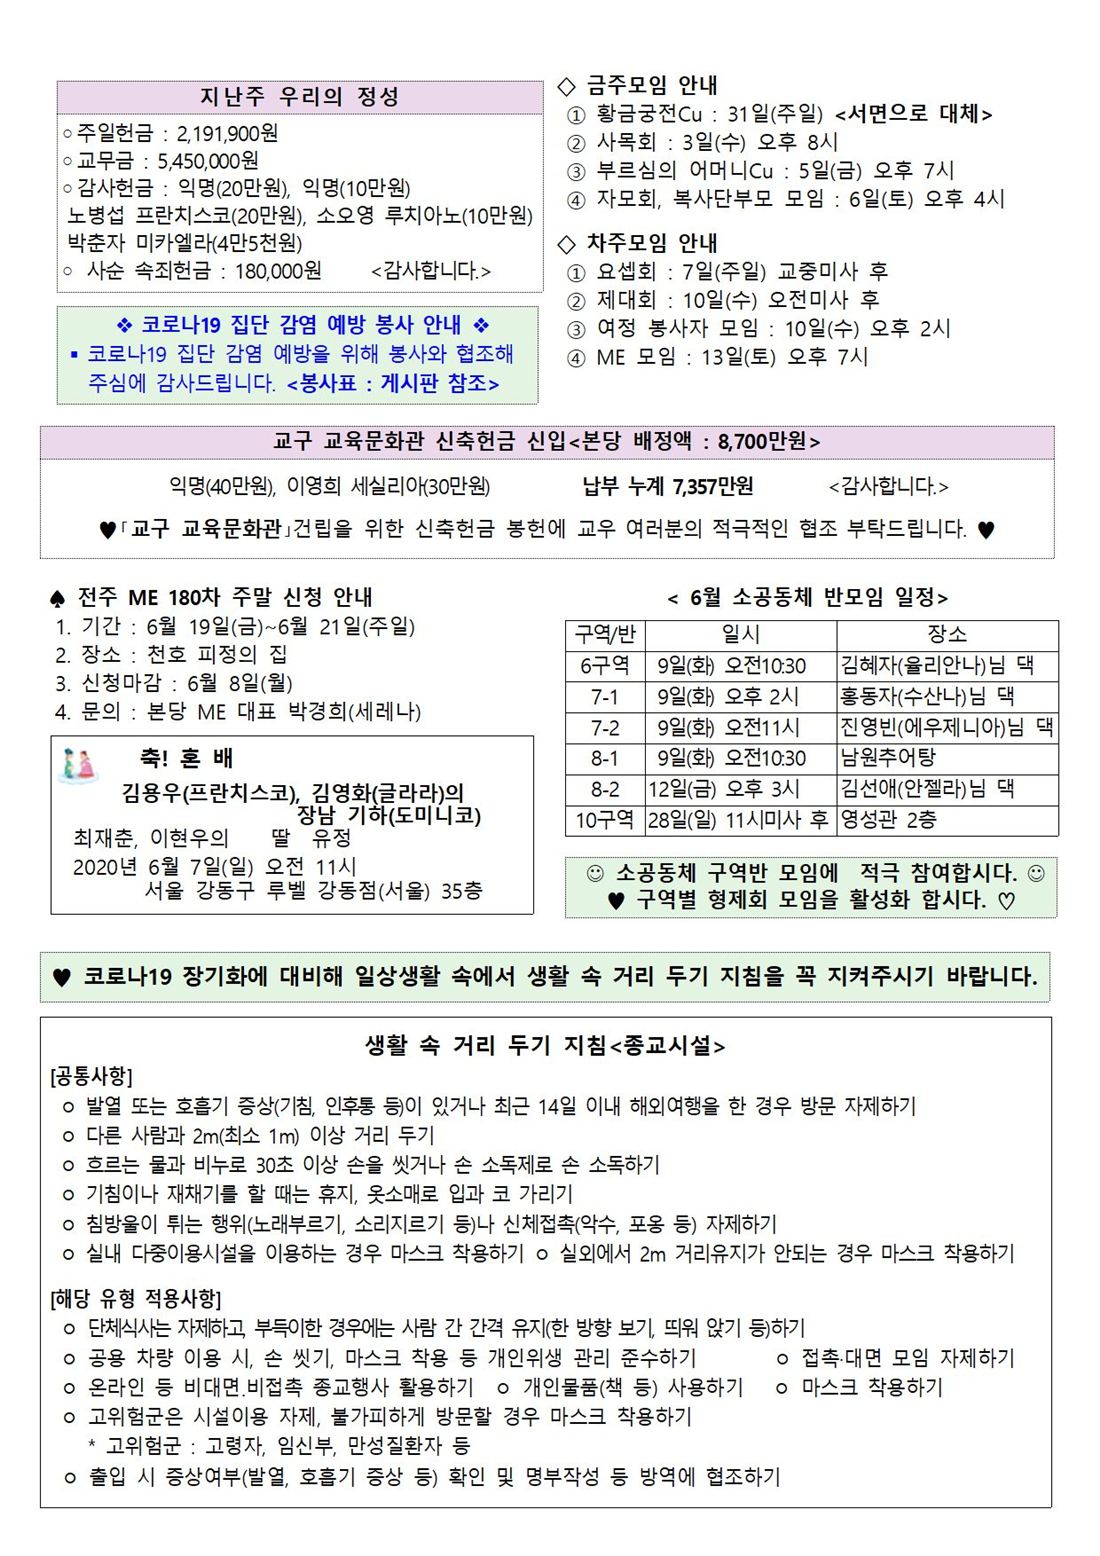 지난주 우리의 정성
○ 주일헌금 : 2,191,900원
○ 교무금 : 5,450,000원
○ 감사헌금 : 익명(20만원), 익명(10만원)
노병섭 프란치스코(20만원), 소오영 루치아노(10만원)
박춘자 미카엘라(4만5천원)
○ 사순 속죄헌금 : 180,000원 <감사합니다.>
❖ 코로나19 집단 감염 예방 봉사 안내 ❖
▪ 코로나19 집단 감염 예방을 위해 봉사와 협조해
주심에 감사드립니다. <봉사표 : 게시판 참조>
◇ 금주모임 안내
① 황금궁전Cu : 31일(주일) <서면으로 대체>
② 사목회 : 3일(수) 오후 8시
③ 부르심의 어머니Cu : 5일(금) 오후 7시
④ 자모회, 복사단부모 모임 : 6일(토) 오후 4시
◇ 차주모임 안내
① 요셉회 : 7일(주일) 교중미사 후
② 제대회 : 10일(수) 오전미사 후
③ 여정 봉사자 모임 : 10일(수) 오후 2시
④ ME 모임 : 13일(토) 오후 7시
교구 교육문화관 신축헌금 신입<본당 배정액 : 8,700만원>
익명(40만원), 이영희 세실리아(30만원) 납부 누계 7,357만원 <감사합니다.>
♥「교구 교육문화관」건립을 위한 신축헌금 봉헌에 교우 여러분의 적극적인 협조 부탁드립니다. ♥
♠ 전주 ME 180차 주말 신청 안내
1. 기간 : 6월 19일(금)~6월 21일(주일)
2. 장소 : 천호 피정의 집
3. 신청마감 : 6월 8일(월)
4. 문의 : 본당 ME 대표 박경희(세레나)
축! 혼 배
김용우(프란치스코), 김영화(글라라)의
장남 기하(도미니코)
최재춘, 이현우의 딸 유정
2020년 6월 7일(일) 오전 11시
서울 강동구 루벨 강동점(서울) 35층
< 6월 소공동체 반모임 일정>
구역/반 일시 장소
6구역 9일(화) 오전10:30 김혜자(율리안나)님 댁
7-1 9일(화) 오후 2시 홍동자(수산나)님 댁
7-2 9일(화) 오전11시 진영빈(에우제니아)님 댁
8-1 9일(화) 오전10:30 남원추어탕
8-2 12일(금) 오후 3시 김선애(안젤라)님 댁
10구역 28일(일) 11시미사 후 영성관 2층
☺ 소공동체 구역반 모임에 적극 참여합시다. ☺
♥ 구역별 형제회 모임을 활성화 합시다. ♡
♥ 코로나19 장기화에 대비해 일상생활 속에서 생활 속 거리 두기 지침을 꼭 지켜주시기 바랍니다.
생활 속 거리 두기 지침<종교시설>
[공통사항]
○ 발열 또는 호흡기 증상(기침, 인후통 등)이 있거나 최근 14일 이내 해외여행을 한 경우 방문 자제하기
○ 다른 사람과 2m(최소 1m) 이상 거리 두기
○ 흐르는 물과 비누로 30초 이상 손을 씻거나 손 소독제로 손 소독하기
○ 기침이나 재채기를 할 때는 휴지, 옷소매로 입과 코 가리기
○ 침방울이 튀는 행위(노래부르기, 소리지르기 등)나 신체접촉(악수, 포옹 등) 자제하기
○ 실내 다중이용시설을 이용하는 경우 마스크 착용하기 ○ 실외에서 2m 거리유지가 안되는 경우 마스크 착용하기
[해당 유형 적용사항]
○ 단체식사는 자제하고, 부득이한 경우에는 사람 간 간격 유지(한 방향 보기, 띄워 앉기 등)하기
○ 공용 차량 이용 시, 손 씻기, 마스크 착용 등 개인위생 관리 준수하기 ○ 접촉·대면 모임 자제하기
○ 온라인 등 비대면.비접촉 종교행사 활용하기 ○ 개인물품(책 등) 사용하기 ○ 마스크 착용하기
○ 고위험군은 시설이용 자제, 불가피하게 방문할 경우 마스크 착용하기
* 고위험군 : 고령자, 임신부, 만성질환자 등
○ 출입 시 증상여부(발열, 호흡기 증상 등) 확인 및 명부작성 등 방역에 협조하기